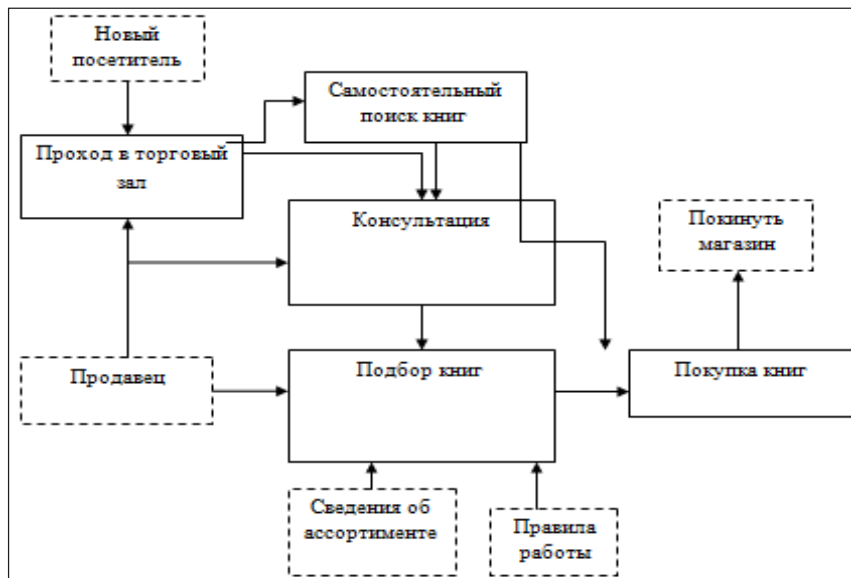 Новый
посетитель
Самостоятельный
поиск книг
Проход в торговый
зал
Консультация
Покинуть
магазин
Продавец
Подбор книг
Покупка книг
Сведения об
ассортименте
Правила
работы